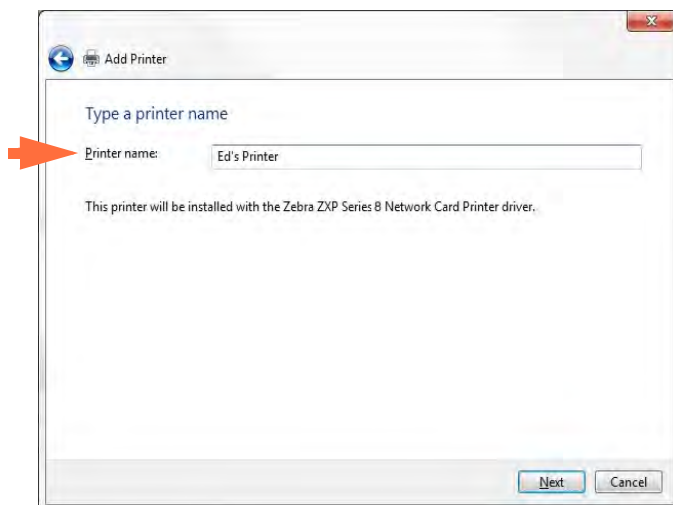 Add Printer
Type a printer name
Printer name: Ed's Printer
This printer will be installed with the Zebra ZXP Series 8 Network Card Printer driver.
Next Cancel